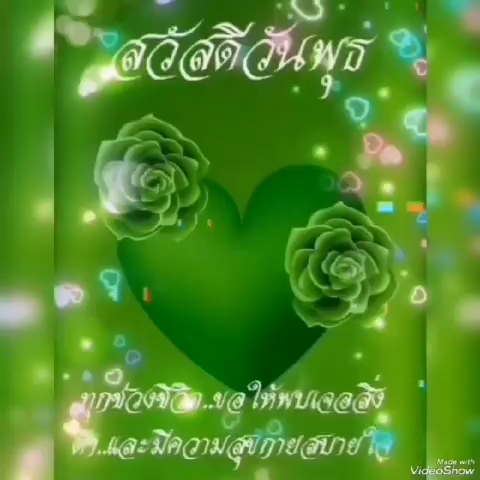 สวัสดีวันพุธ
ทุกช่วงชีวิต..ขอให้พบเจอสิ่ง
ดีๆ..และมีความสุขกายสบายใจ
Made with
VideoShow